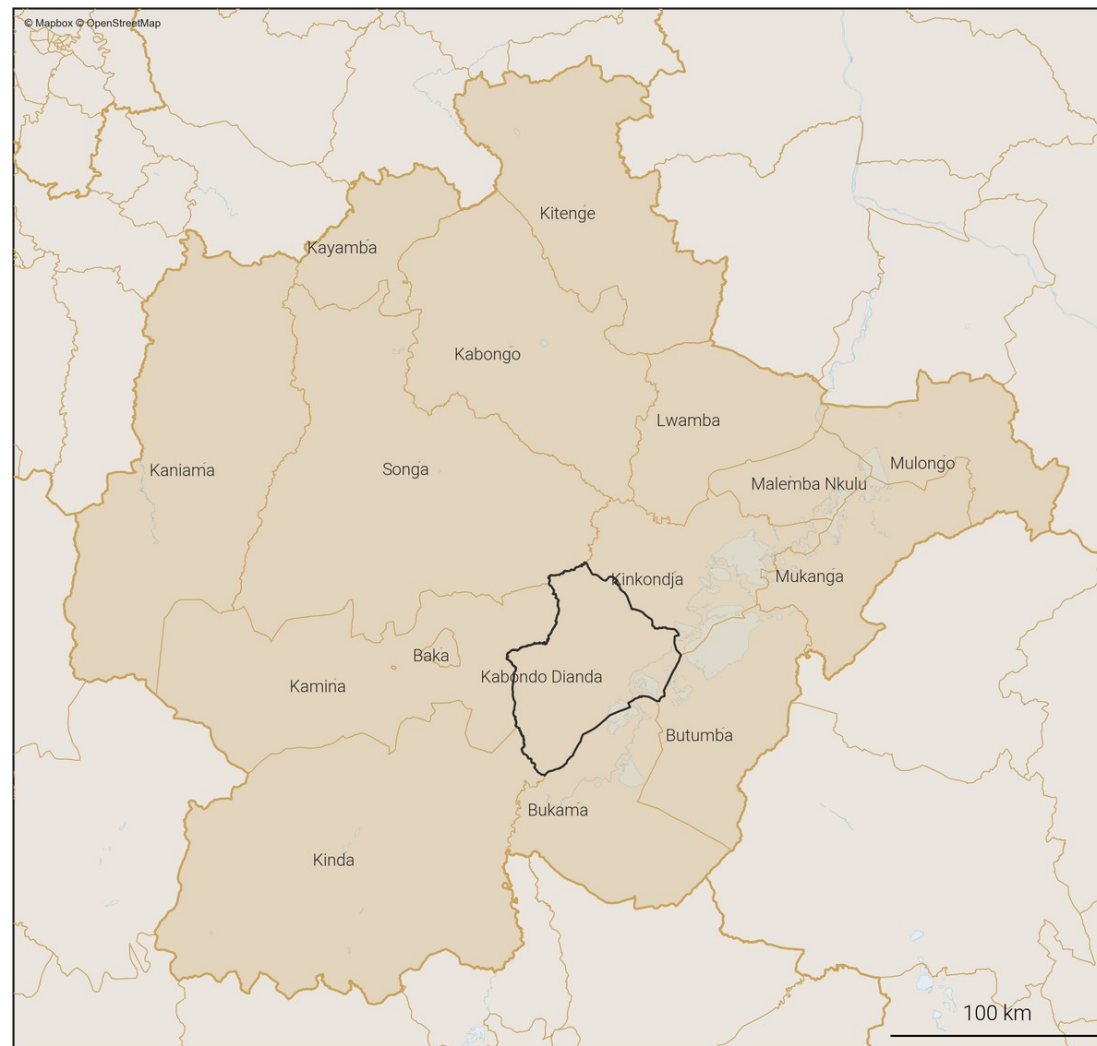 © Mapbox © OpenStreetMap
Kitenge
Kayamba
Kabongo
Lwamba
Kaniama
Songa
Mulongo
Malemba Nkulu
Kinkondja
Mukanga
Baka
Kamina
Kabondo Dianda
Butumba
Bukama
Kinda
100 km